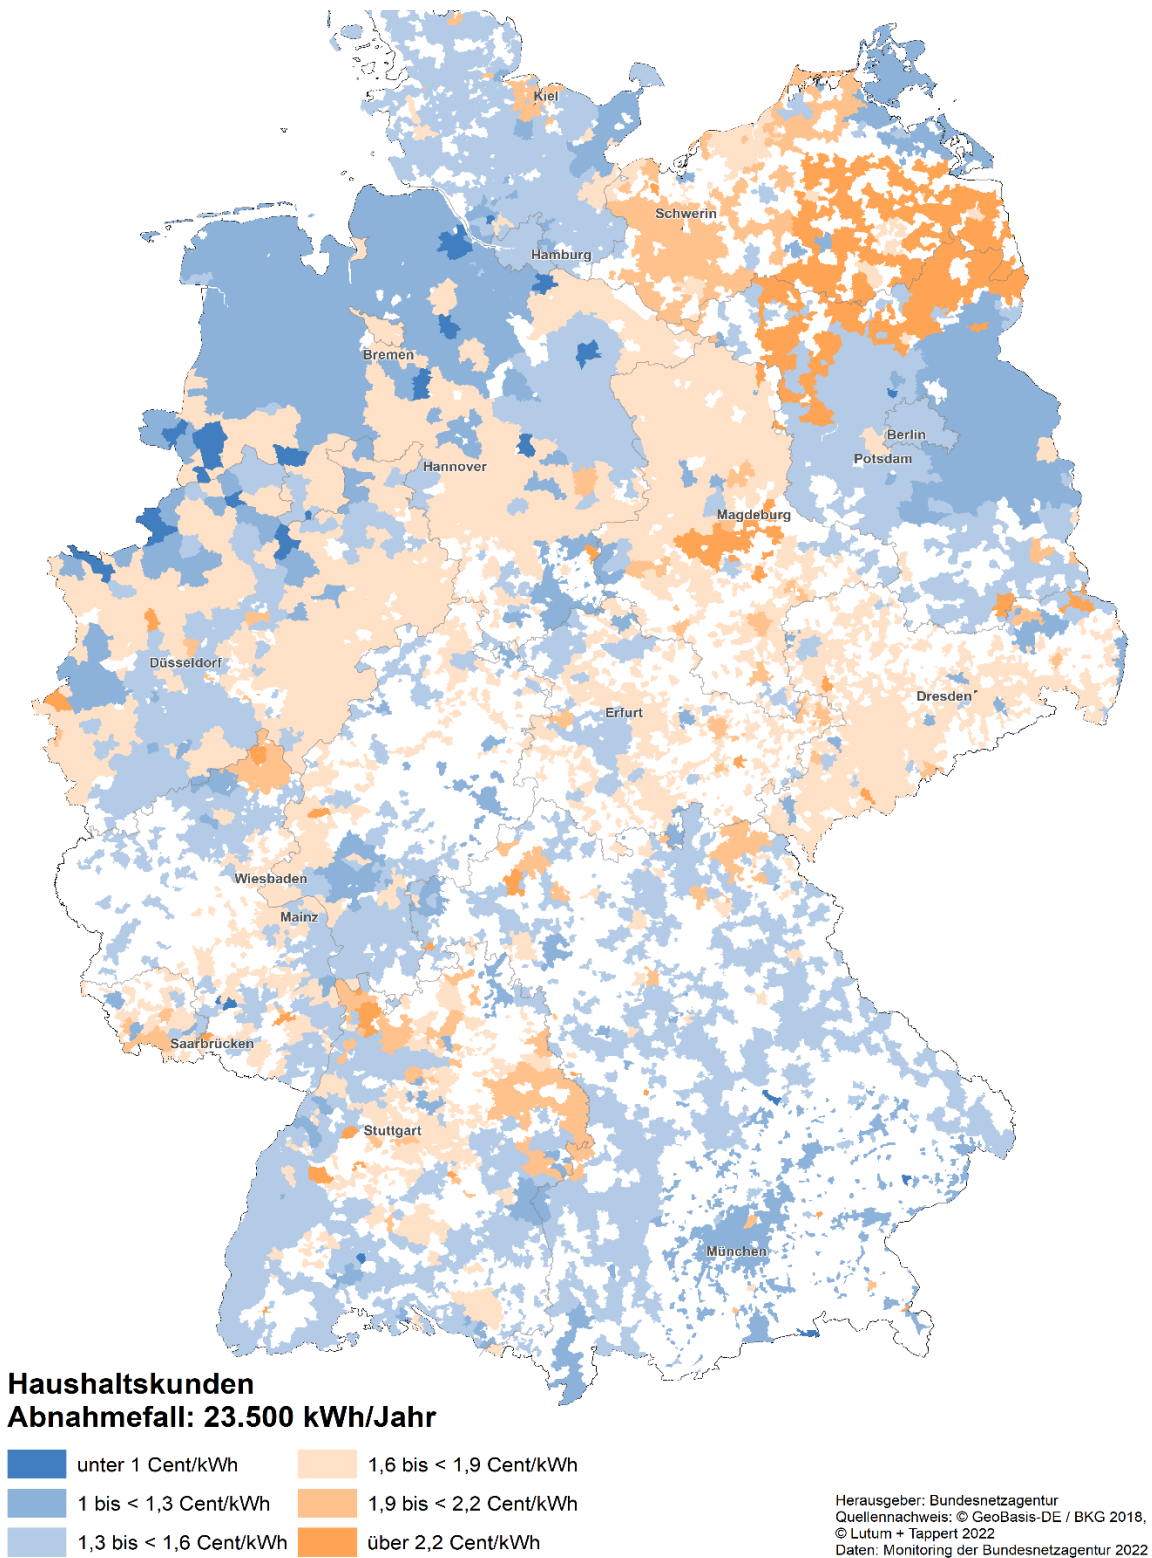 Kiel
Schwerin
Hamburg
Bremen
Berlin
Potsdam
Hannover
Magdeburg
Düsseldorf
Dresden
Erfurt
Wiesbaden
Mainz
Saarbrücken
Stuttgart
München
Haushaltskunden
Abnahmefall: 23.500 kWh/Jahr
unter 1 Cent/kWh
1 bis < 1,3 Cent/kWh
1,3 bis < 1,6 Cent/kWh
1,6 bis < 1,9 Cent/kWh
1,9 bis < 2,2 Cent/kWh
über 2,2 Cent/kWh
Herausgeber: Bundesnetzagentur
Quellennachweis: © GeoBasis-DE / BKG 2018,
© Lutum + Tappert 2022
Daten: Monitoring der Bundesnetzagentur 2022